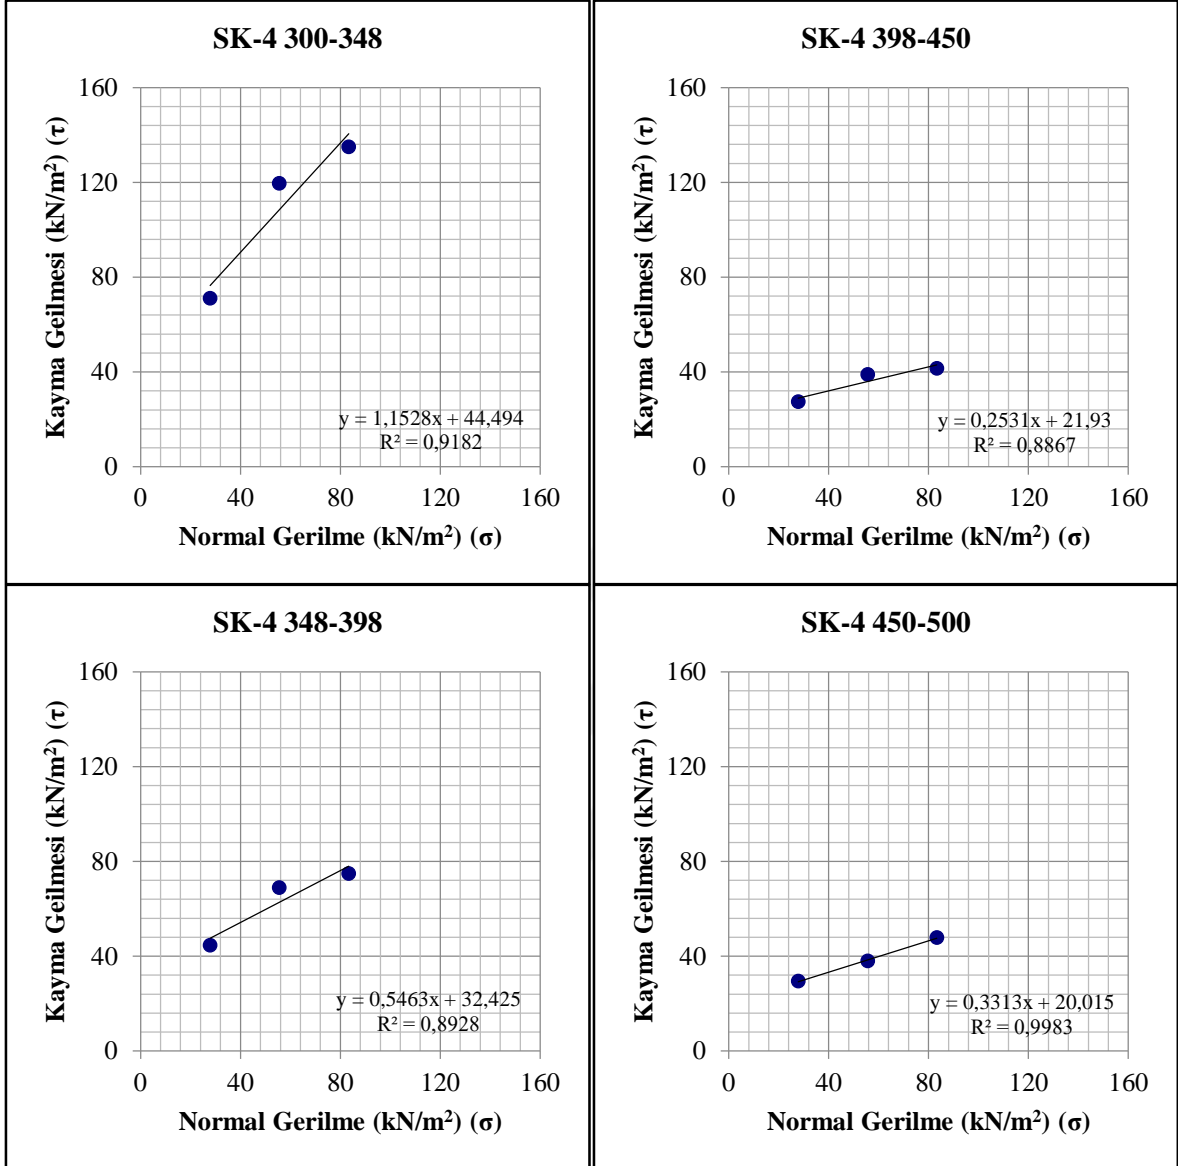 SK-4 300-348
Kayma Geilmesi (kN/m²) (τ)
160
120
80
40
0
y = 1,1528x + 44,494
R² = 0,9182
0 40 80 120 160
Normal Gerilme (kN/m²) (σ)
SK-4 398-450
Kayma Geilmesi (kN/m²) (τ)
160
120
80
40
0
y = 0,2531x + 21,93
R² = 0,8867
0 40 80 120 160
Normal Gerilme (kN/m²) (σ)
SK-4 348-398
Kayma Geilmesi (kN/m²) (τ)
160
120
80
40
0
y = 0,5463x + 32,425
R² = 0,8928
0 40 80 120 160
Normal Gerilme (kN/m²) (σ)
SK-4 450-500
Kayma Geilmesi (kN/m²) (τ)
160
120
80
40
0
y = 0,3313x + 20,015
R² = 0,9983
0 40 80 120 160
Normal Gerilme (kN/m²) (σ)